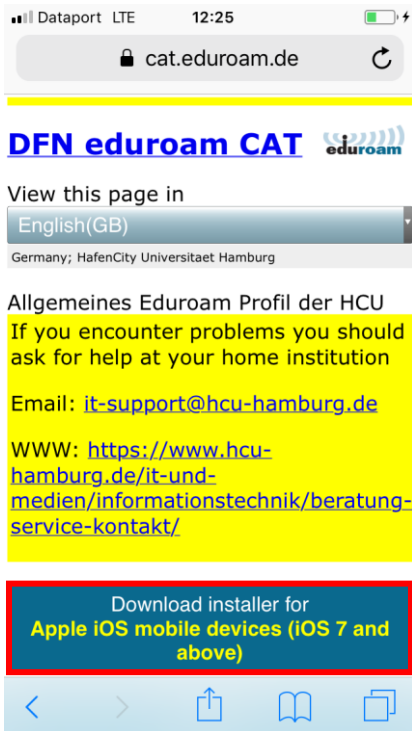 Dataport LTE 12:25
cat.eduroam.de
DFN eduroam CAT eduroam
View this page in
English(GB)
Germany; HafenCity Universitaet Hamburg
Allgemeines Eduroam Profil der HCU
If you encounter problems you should
ask for help at your home institution
Email: it-support@hcu-hamburg.de
WWW: https://www.hcu-
hamburg.de/it-und-
medien/informationstechnik/beratung-
service-kontakt/
Download installer for
Apple iOS mobile devices (iOS 7 and
above)